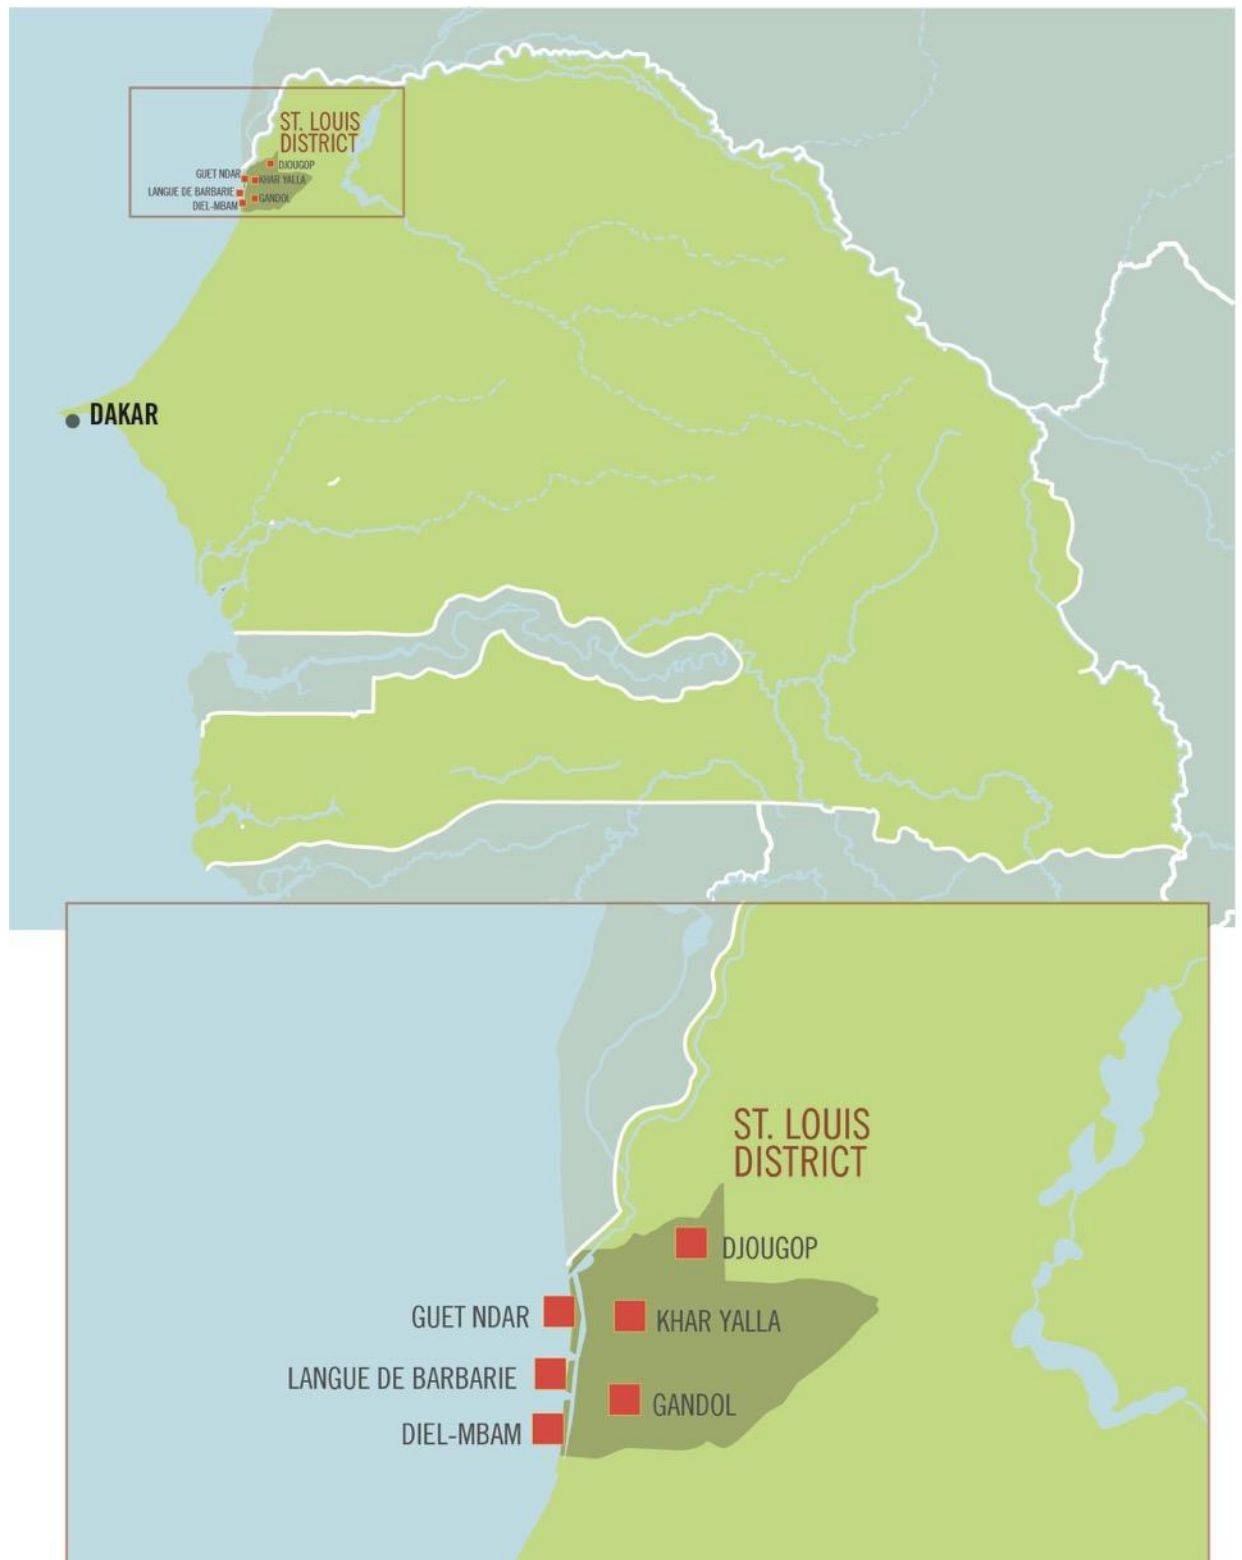 ST. LOUIS
DISTRICT
DJOUGOP
GUET NDAR
KHAR YALLA
LANGUE DE BARBARIE
GANDOL
DIEL-MBAM
DAKAR
ST. LOUIS
DISTRICT
DJOUGOP
GUET NDAR
KHAR YALLA
LANGUE DE BARBARIE
GANDOL
DIEL-MBAM